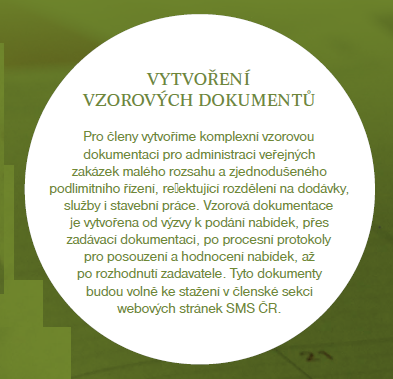 VYTVOŘENÍ
VZOROVÝCH DOKUMENTŮ
Pro členy vytvoříme komplexní vzorovou
dokumentaci pro administraci veřejných
zakázek malého rozsahu a zjednodušeného
podlimitního řízení, re▯ektující rozdělení na dodávky,
služby i stavební práce. Vzorová dokumentace
je vytvořena od výzvy k podání nabídek, přes
zadávací dokumentaci, po procesní protokoly
pro posouzení a hodnocení nabídek, až
po rozhodnutí zadavatele. Tyto dokumenty
budou volně ke stažení v členské sekci
webových stránek SMS ČR.